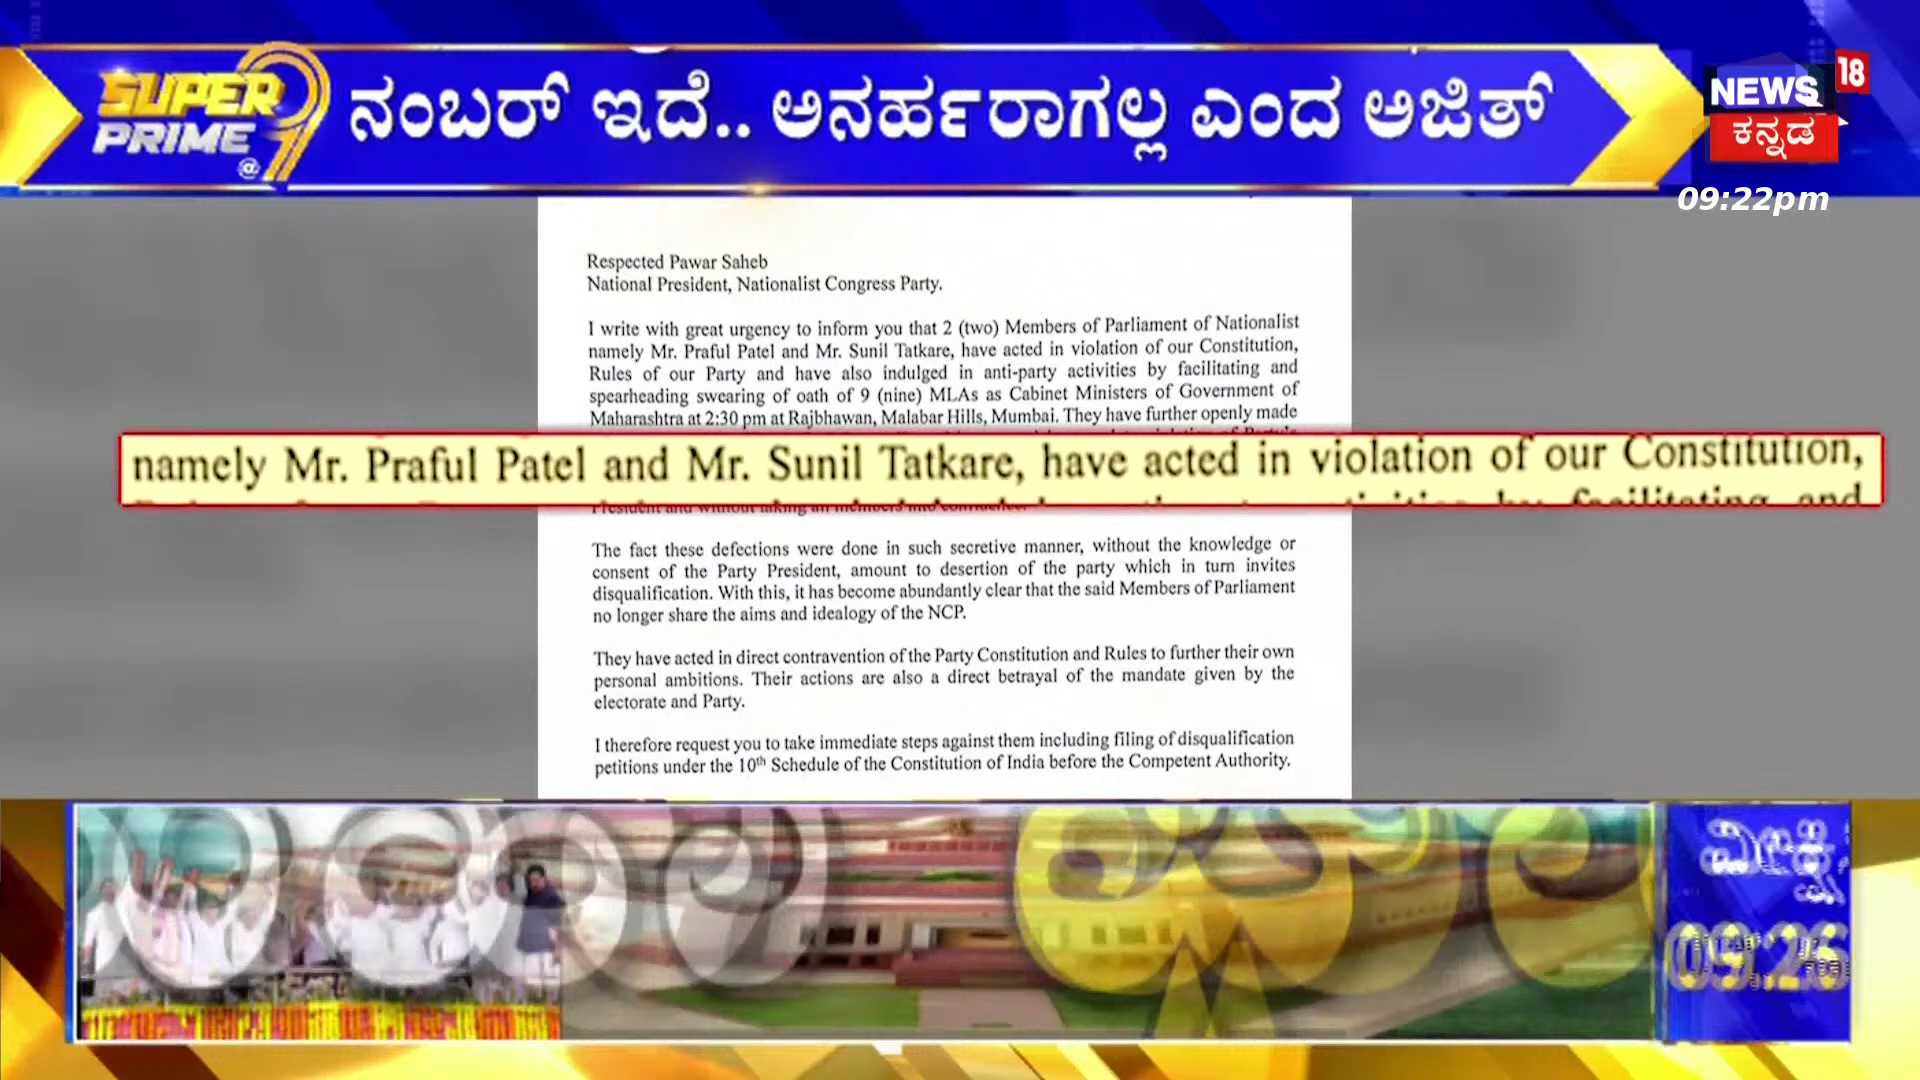 SUPER PRIME @9
ನಂಬರ್ ಇದೆ.. ಅನರ್ಹರಾಗಲ್ಲ ಎಂದ ಅಜಿತ್
NEWS 18
ಕನ್ನಡ
09:22pm
Respected Pawar Saheb
National President, Nationalist Congress Party.
I write with great urgency to inform you that 2 (two) Members of Parliament of Nationalist
namely Mr. Praful Patel and Mr. Sunil Tatkare, have acted in violation of our Constitution,
Rules of our Party and have also indulged in anti-party activities by facilitating and
spearheading swearing of oath of 9 (nine) MLAs as Cabinet Ministers of Government of
Maharashtra at 2:30 pm at Rajbhawan, Malabar Hills, Mumbai. They have further openly made
namely Mr. Praful Patel and Mr. Sunil Tatkare, have acted in violation of our Constitution,
President and without taking all members into confidence.
The fact these defections were done in such secretive manner, without the knowledge or
consent of the Party President, amount to desertion of the party which in turn invites
disqualification. With this, it has become abundantly clear that the said Members of Parliament
no longer share the aims and idealogy of the NCP.
They have acted in direct contravention of the Party Constitution and Rules to further their own
personal ambitions. Their actions are also a direct betrayal of the mandate given by the
electorate and Party.
I therefore request you to take immediate steps against them including filing of disqualification
petitions under the 10th Schedule of the Constitution of India before the Competent Authority.
ವೀಕ್ಷಿ
09:26